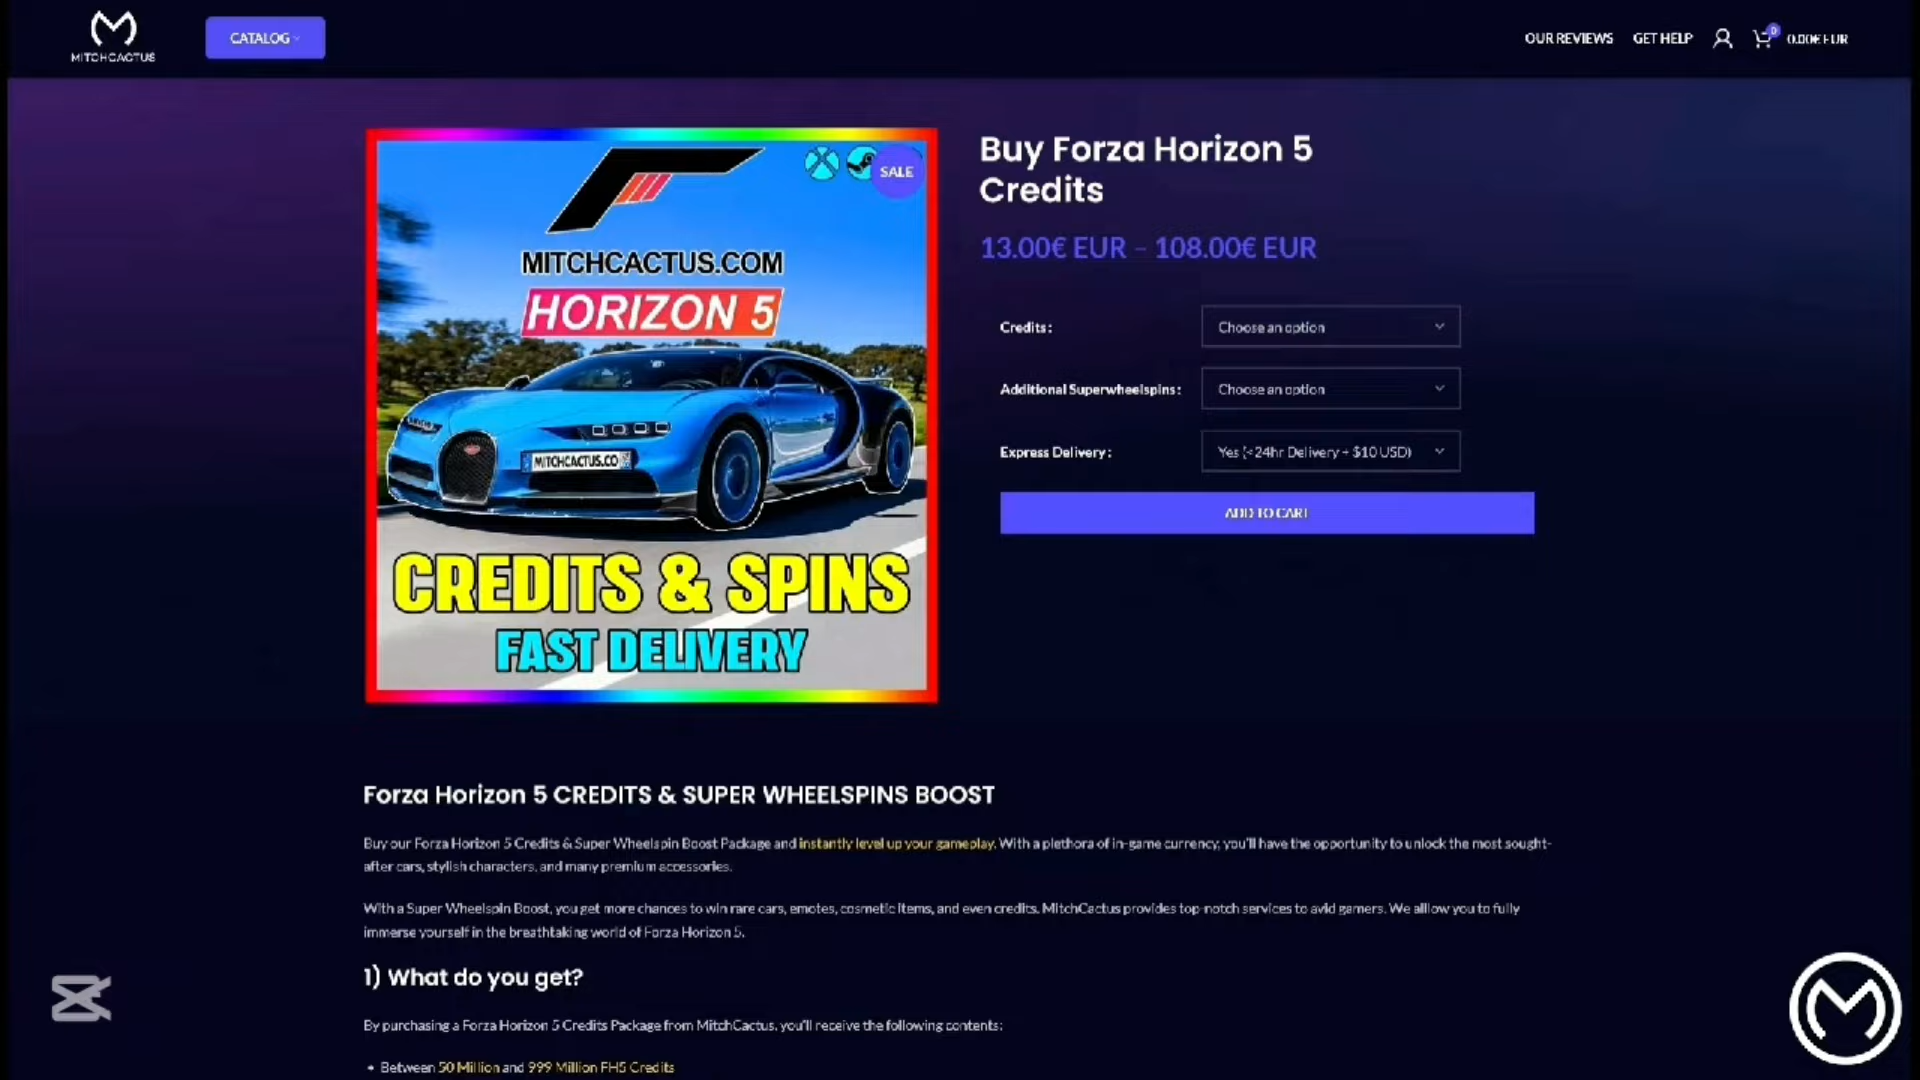 MITCHCACTUS
CATALOG
OUR REVIEWS
GET HELP
0
0.00€ EUR
SALE
MITCHCACTUS.COM
HORIZON 5
MITCHCACTUS.CO
CREDITS & SPINS
FAST DELIVERY
Buy Forza Horizon 5
Credits
13.00€ EUR – 108.00€ EUR
Credits: Choose an option
Additional Superwheelspins: Choose an option
Express Delivery: Yes (<24hr Delivery + $10 USD)
ADD TO CART
Forza Horizon 5 CREDITS & SUPER WHEELSPINS BOOST
Buy our Forza Horizon 5 Credits & Super Wheelspin Boost Package and instantly level up your gameplay. With a plethora of in-game currency, you'll have the opportunity to unlock the most sought-
after cars, stylish characters, and many premium accessories.
With a Super Wheelspin Boost, you get more chances to win rare cars, emotes, cosmetic items, and even credits. MitchCactus provides top-notch services to avid gamers. We alllow you to fully
immerse yourself in the breathtaking world of Forza Horizon 5.
1) What do you get?
By purchasing a Forza Horizon 5 Credits Package from MitchCactus, you'll receive the following contents:
• Between 50 Million and 999 Million FH5 Credits